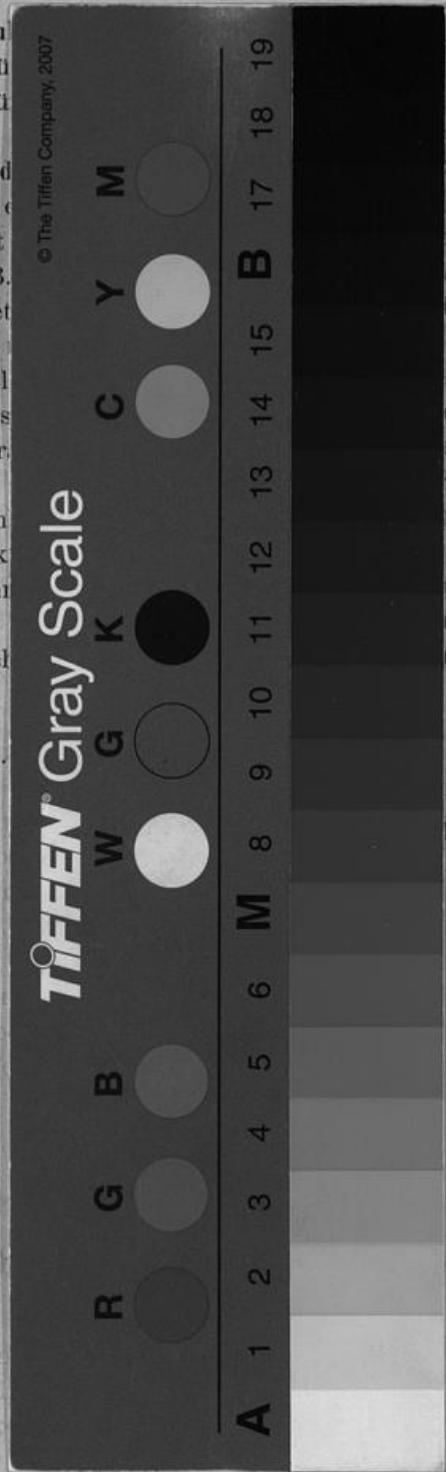 TIFFEN® Gray Scale
© The Tiffen Company, 2007
R G B W G K C Y M
A 1 2 3 4 5 6 M 8 9 10 11 12 13 14 15 B 17 18 19